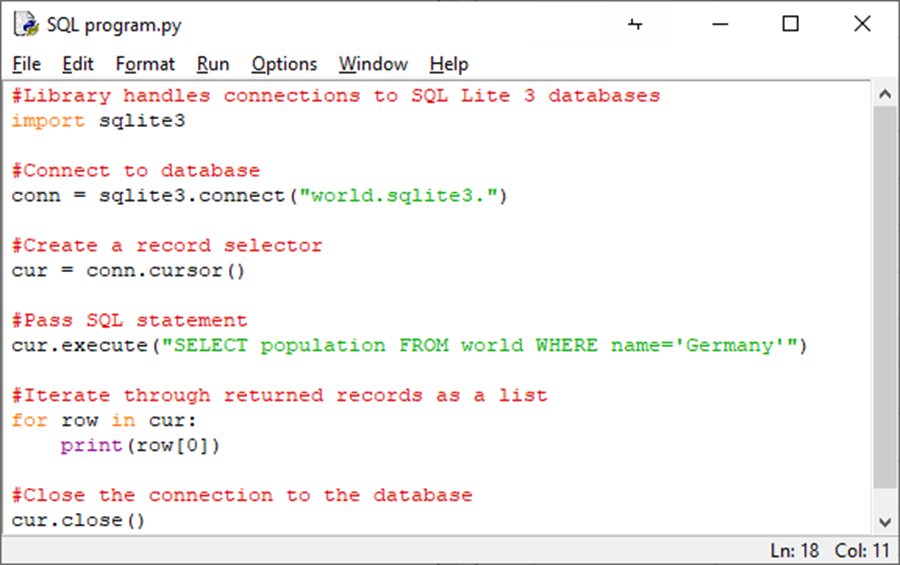 SQL program.py
File Edit Format Run Options Window Help
#Library handles connections to SQL Lite 3 databases
import sqlite3
#Connect to database
conn = sqlite3.connect("world.sqlite3.")
#Create a record selector
cur = conn.cursor()
#Pass SQL statement
cur.execute("SELECT population FROM world WHERE name='Germany'")
#Iterate through returned records as a list
for row in cur:
    print(row[0])
#Close the connection to the database
cur.close()
Ln: 18 Col: 11